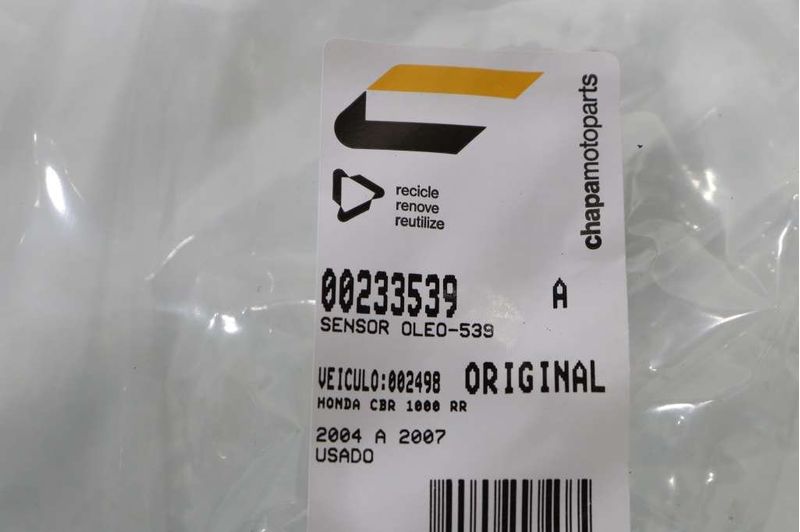 chapamotoparts
recicle
renove
reutilize
00233539 A
SENSOR OLEO-539
VEICULO:002498 ORIGINAL
HONDA CBR 1000 RR
2004 A 2007
USADO